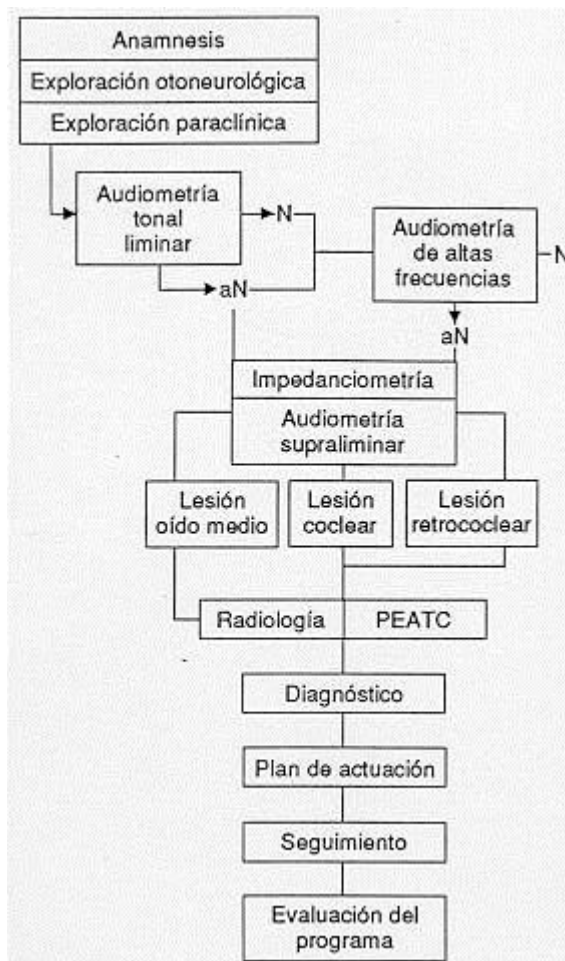 Anamnesis
Exploración otoneurológica
Exploración paraclínica
Audiometría
tonal
liminar
N
aN
Audiometría
de altas
frecuencias
N
aN
Impedanciometría
Audiometría
supraliminar
Lesión
oído medio
Lesión
coclear
Lesión
retrococlear
Radiología
PEATC
Diagnóstico
Plan de actuación
Seguimiento
Evaluación del
programa